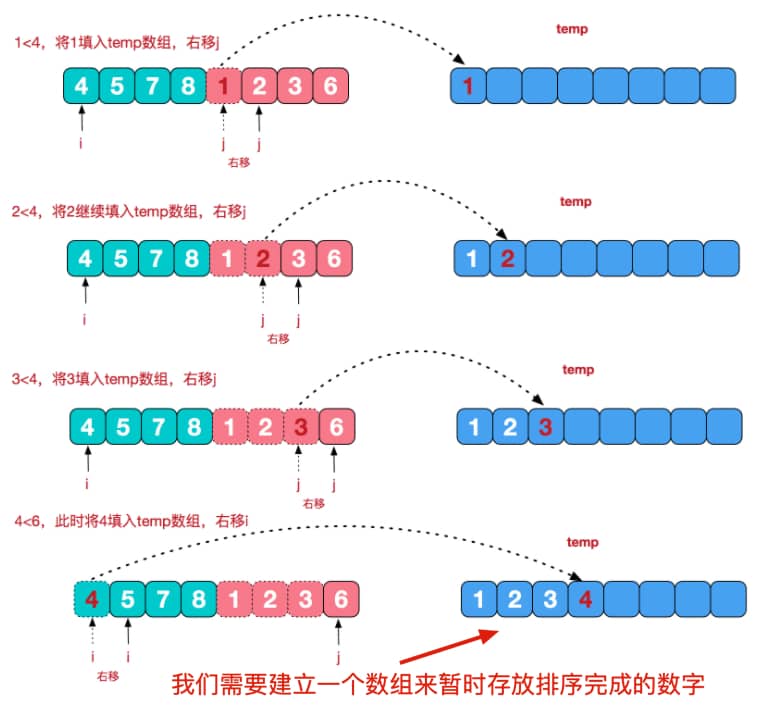 temp
1<4，将1填入temp数组，右移j
4 5 7 8 1 2 3 6
1
i j j
右移
temp
2<4，将2继续填入temp数组，右移j
4 5 7 8 1 2 3 6
1 2
i j j
右移
temp
3<4，将3填入temp数组，右移j
4 5 7 8 1 2 3 6
1 2 3
i j j
右移
4<6，此时将4填入temp数组，右移i
temp
4 5 7 8 1 2 3 6
1 2 3 4
i i j
右移
我们需要建立一个数组来暂时存放排序完成的数字